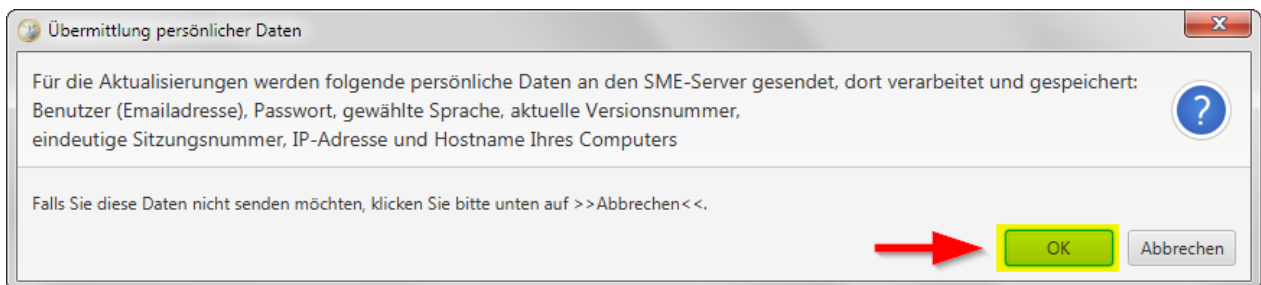 Übermittlung persönlicher Daten
Für die Aktualisierungen werden folgende persönliche Daten an den SME-Server gesendet, dort verarbeitet und gespeichert:
Benutzer (Emailadresse), Passwort, gewählte Sprache, aktuelle Versionsnummer,
eindeutige Sitzungsnummer, IP-Adresse und Hostname Ihres Computers
Falls Sie diese Daten nicht senden möchten, klicken Sie bitte unten auf >>Abbrechen<<.
OK Abbrechen